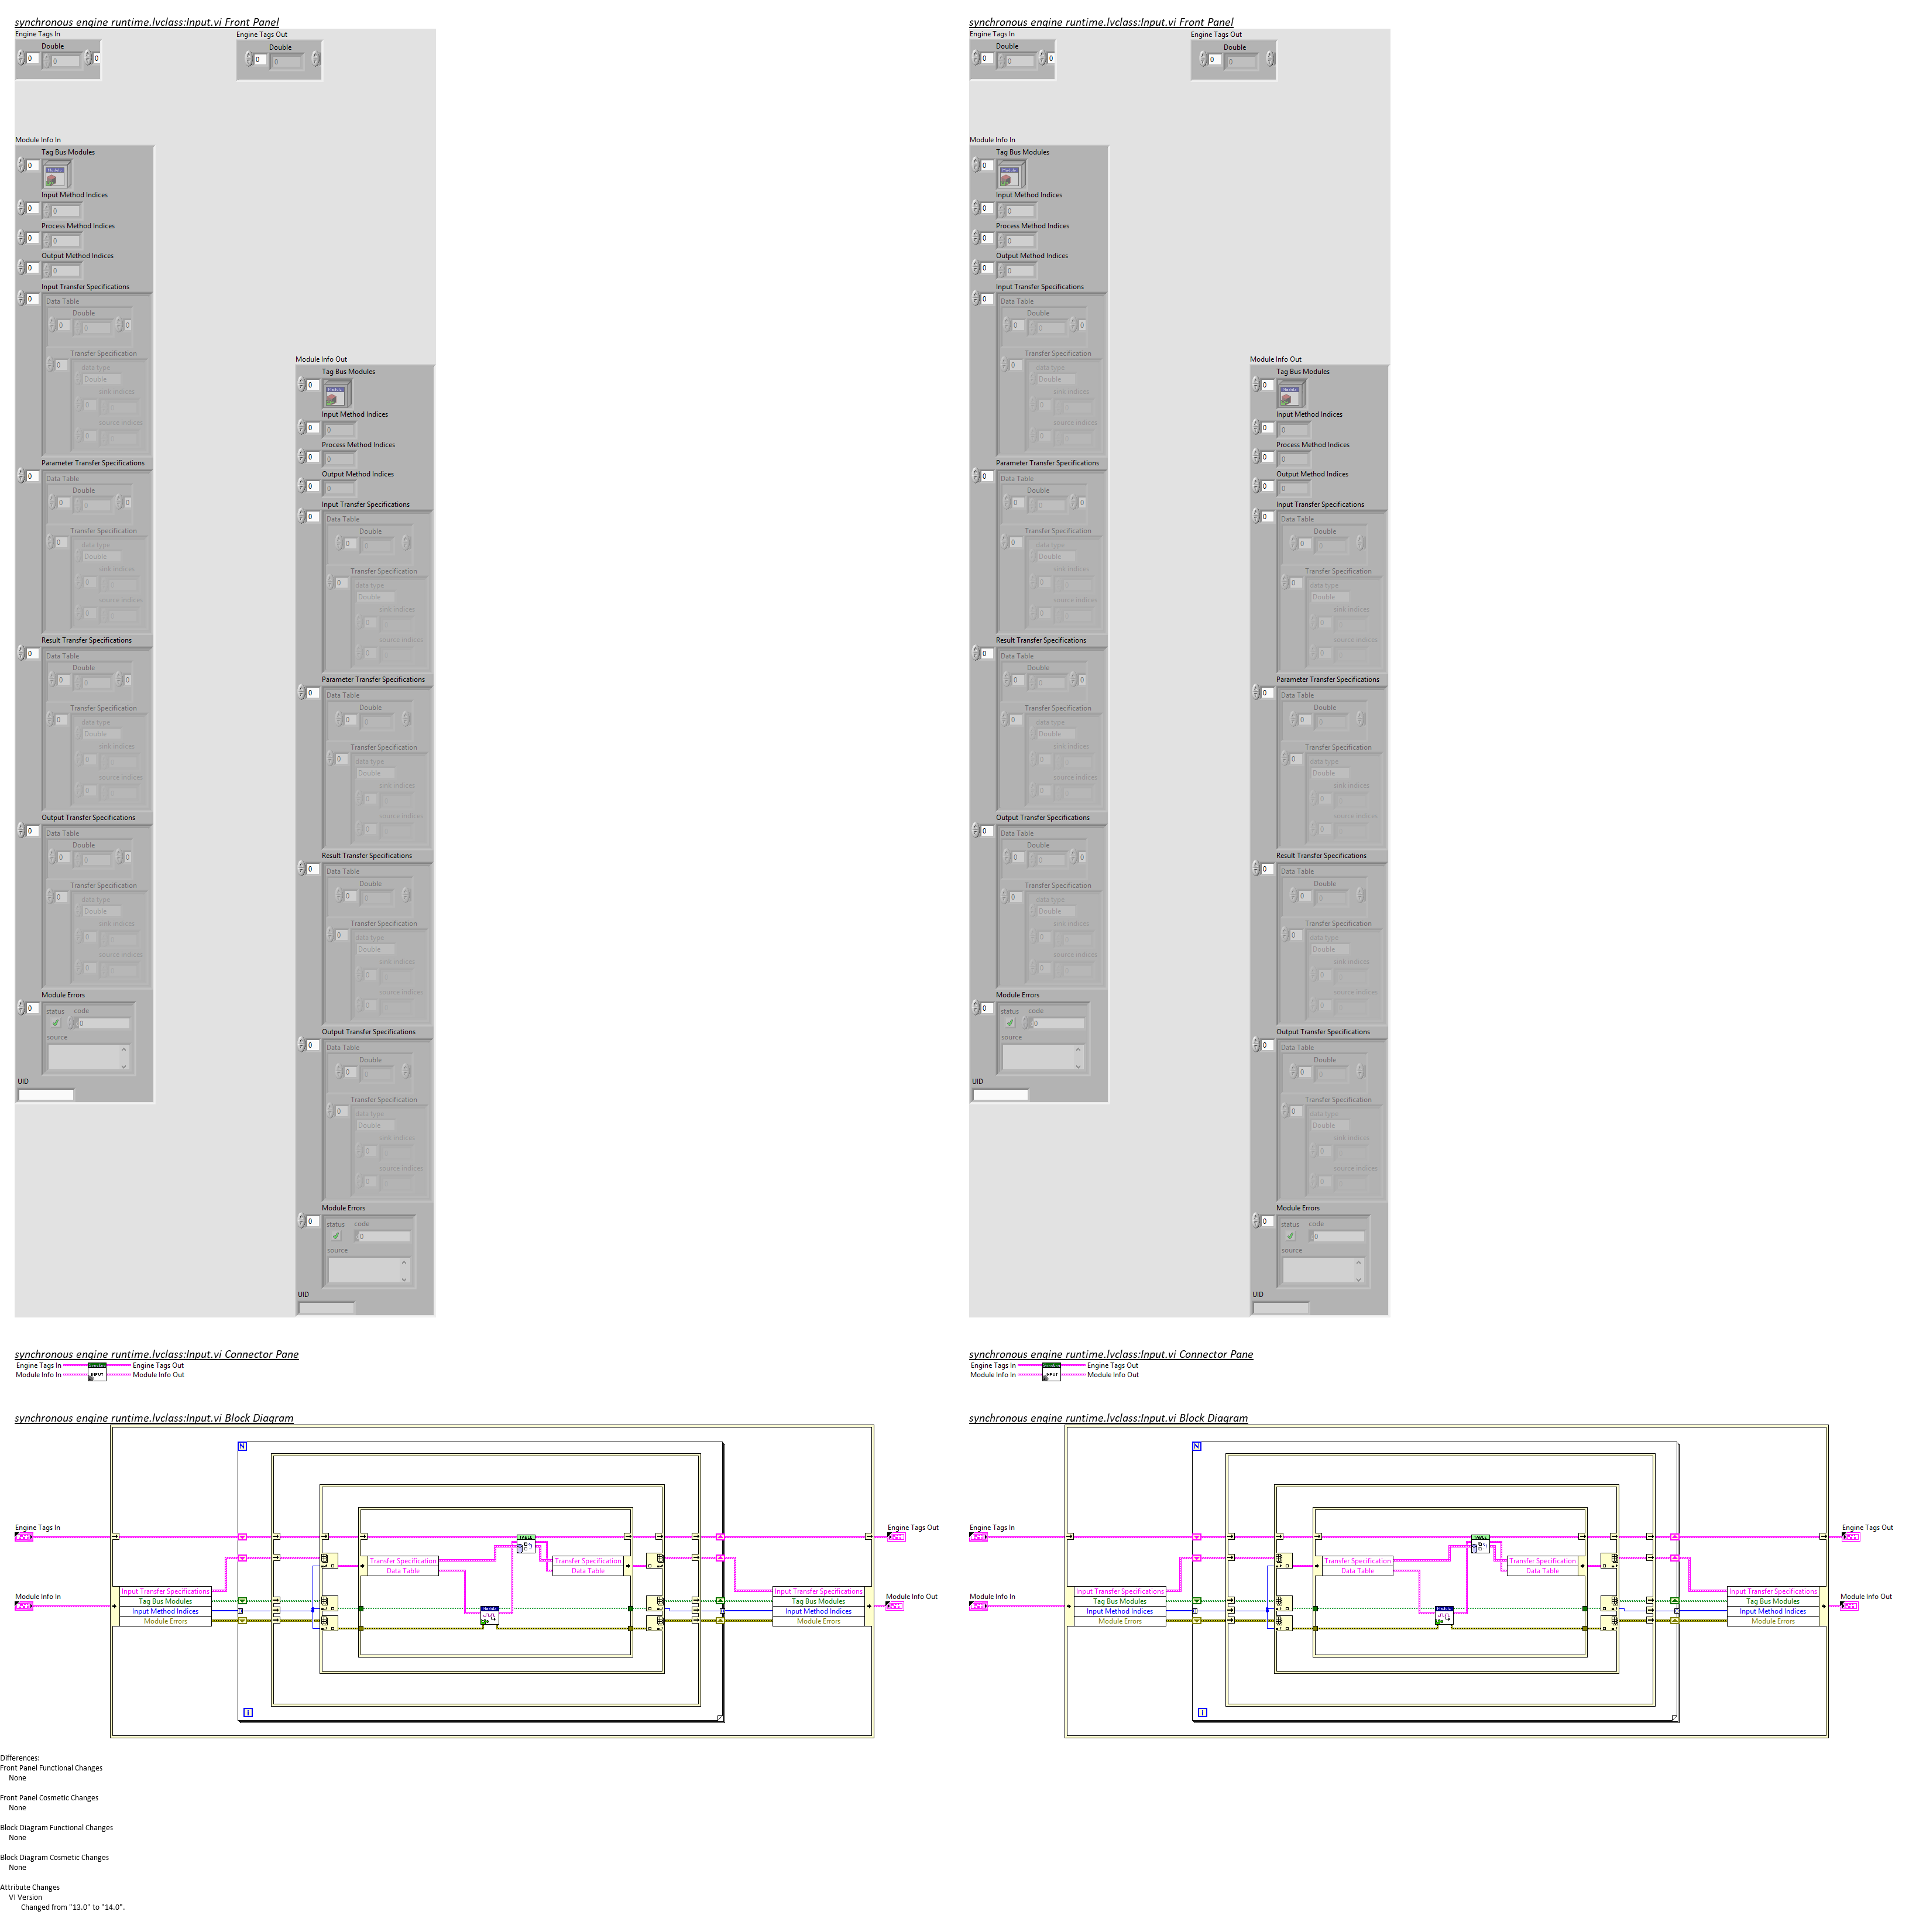 synchronous engine runtime.lvclass:Input.vi Front Panel
Engine Tags In
Double
0
0
0
Engine Tags Out
Double
0
0
Module Info In
Tag Bus Modules
0
Input Method Indices
0
0
Process Method Indices
0
0
Output Method Indices
0
0
Input Transfer Specifications
0
Data Table
Double
0
0
0
Transfer Specification
0
data type
Double
sink indices
0
source indices
0
Parameter Transfer Specifications
0
Data Table
Double
0
0
0
Transfer Specification
0
data type
Double
sink indices
0
source indices
0
Result Transfer Specifications
0
Data Table
Double
0
0
0
Transfer Specification
0
data type
Double
sink indices
0
source indices
0
Output Transfer Specifications
0
Data Table
Double
0
0
0
Transfer Specification
0
data type
Double
sink indices
0
source indices
0
Module Errors
0
status code
0
source
UID
Module Info Out
Tag Bus Modules
0
Input Method Indices
0
0
Process Method Indices
0
0
Output Method Indices
0
0
Input Transfer Specifications
0
Data Table
Double
0
0
Transfer Specification
0
data type
Double
sink indices
0
source indices
0
Parameter Transfer Specifications
0
Data Table
Double
0
0
Transfer Specification
0
data type
Double
sink indices
0
source indices
0
Result Transfer Specifications
0
Data Table
Double
0
0
Transfer Specification
0
data type
Double
sink indices
0
source indices
0
Output Transfer Specifications
0
Data Table
Double
0
0
Transfer Specification
0
data type
Double
sink indices
0
source indices
0
Module Errors
0
status code
0
source
UID
synchronous engine runtime.lvclass:Input.vi Connector Pane
Engine Tags In Engine Tags Out
Module Info In INPUT Module Info Out
synchronous engine runtime.lvclass:Input.vi Block Diagram
N
Engine Tags In
TABLE
Engine Tags Out
Transfer Specification
Data Table
Transfer Specification
Data Table
Module Info In
Input Transfer Specifications
Tag Bus Modules
Input Method Indices
Module Errors
Module
Input Transfer Specifications
Tag Bus Modules
Input Method Indices
Module Errors
Module Info Out
i
synchronous engine runtime.lvclass:Input.vi Front Panel
Engine Tags In
Double
0
0
0
Engine Tags Out
Double
0
0
Module Info In
Tag Bus Modules
0
Input Method Indices
0
0
Process Method Indices
0
0
Output Method Indices
0
0
Input Transfer Specifications
0
Data Table
Double
0
0
0
Transfer Specification
0
data type
Double
sink indices
0
source indices
0
Parameter Transfer Specifications
0
Data Table
Double
0
0
0
Transfer Specification
0
data type
Double
sink indices
0
source indices
0
Result Transfer Specifications
0
Data Table
Double
0
0
0
Transfer Specification
0
data type
Double
sink indices
0
source indices
0
Output Transfer Specifications
0
Data Table
Double
0
0
0
Transfer Specification
0
data type
Double
sink indices
0
source indices
0
Module Errors
0
status code
0
source
UID
Module Info Out
Tag Bus Modules
0
Input Method Indices
0
0
Process Method Indices
0
0
Output Method Indices
0
0
Input Transfer Specifications
0
Data Table
Double
0
0
Transfer Specification
0
data type
Double
sink indices
0
source indices
0
Parameter Transfer Specifications
0
Data Table
Double
0
0
Transfer Specification
0
data type
Double
sink indices
0
source indices
0
Result Transfer Specifications
0
Data Table
Double
0
0
Transfer Specification
0
data type
Double
sink indices
0
source indices
0
Output Transfer Specifications
0
Data Table
Double
0
0
Transfer Specification
0
data type
Double
sink indices
0
source indices
0
Module Errors
0
status code
0
source
UID
synchronous engine runtime.lvclass:Input.vi Connector Pane
Engine Tags In Engine Tags Out
Module Info In INPUT Module Info Out
synchronous engine runtime.lvclass:Input.vi Block Diagram
N
Engine Tags In
TABLE
Engine Tags Out
Transfer Specification
Data Table
Transfer Specification
Data Table
Module Info In
Input Transfer Specifications
Tag Bus Modules
Input Method Indices
Module Errors
Module
Input Transfer Specifications
Tag Bus Modules
Input Method Indices
Module Errors
Module Info Out
i
Differences:
Front Panel Functional Changes
None
Front Panel Cosmetic Changes
None
Block Diagram Functional Changes
None
Block Diagram Cosmetic Changes
None
Attribute Changes
VI Version
Changed from "13.0" to "14.0".